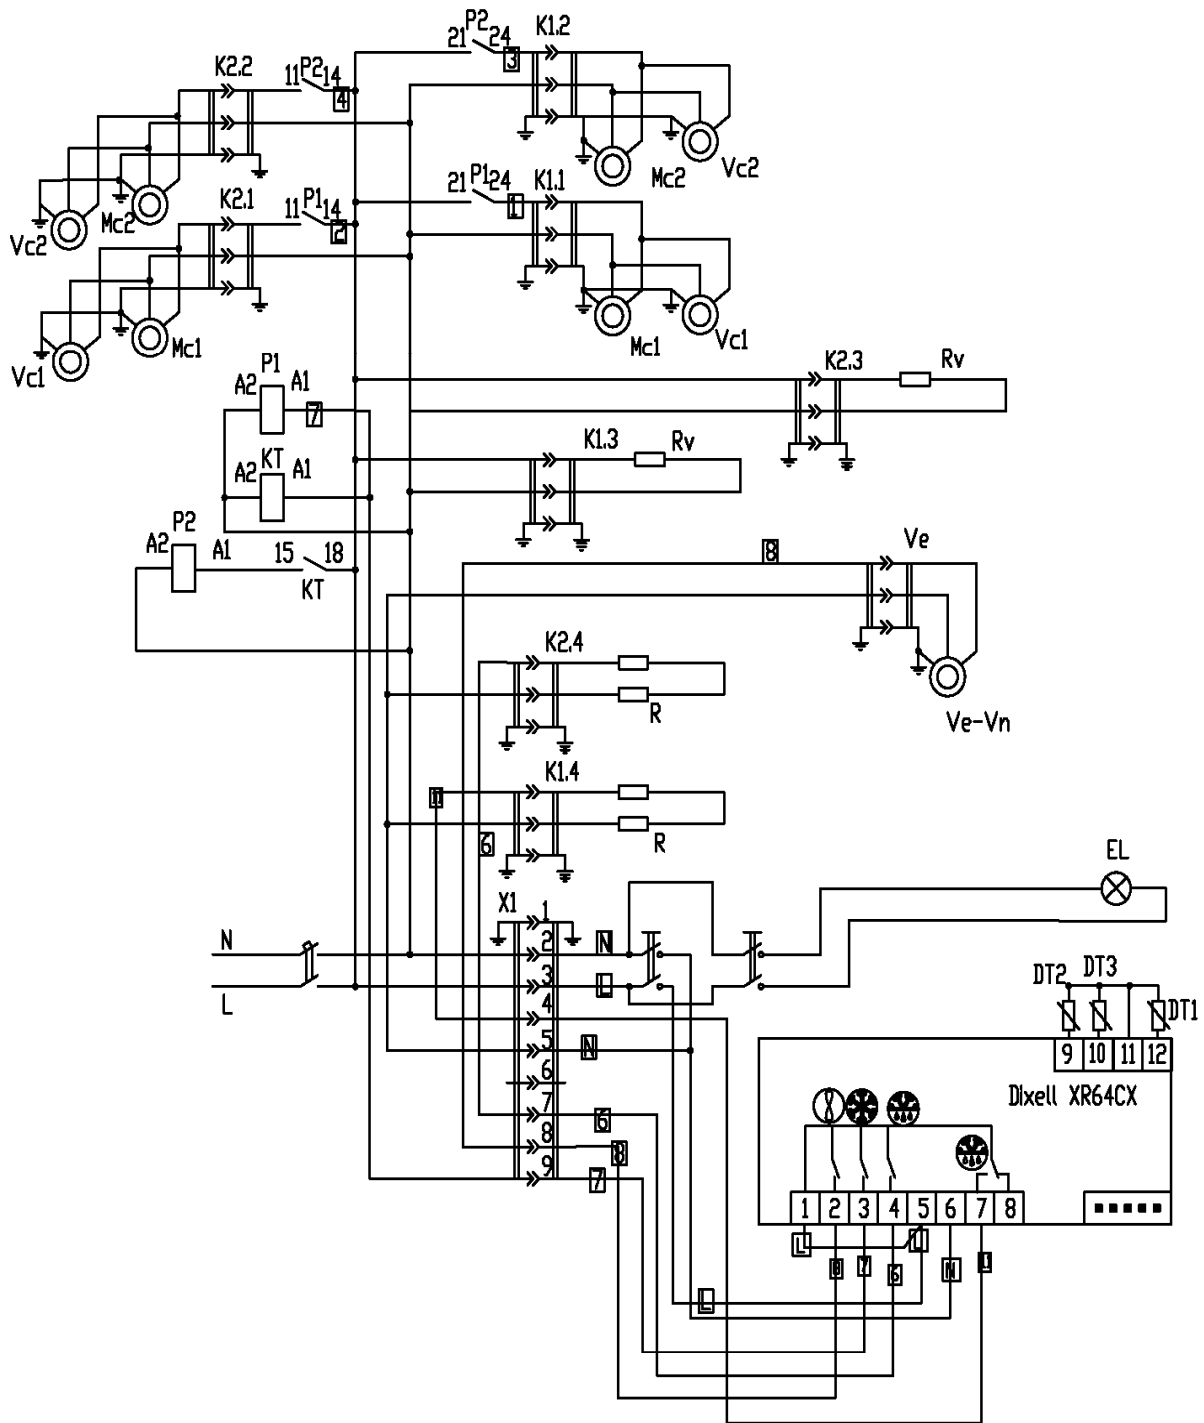 P2
21 24
3
K1.2
K2.2
11 P2 14
4
Vc2
Mc2
Mc2
Vc2
K2.1
11 P1 14
2
21 P1 24
1
K1.1
Mc1
Vc1
Mc1
Vc1
P1
A2 A1
7
K2.3
Rv
KT
A2 A1
K1.3
Rv
P2
A2 A1
15 18
KT
8
Ve
K2.4
R
Ve-Vn
K1.4
11
R
6
EL
X1
1
N
2
N
L
3
L
4
5
N
6
7
6
8
8
9
7
DT2
DT3
DT1
9 10 11 12
Dixell XR64CX
1 2 3 4 5 6 7 8
L
L
8
7
6
N
11
L